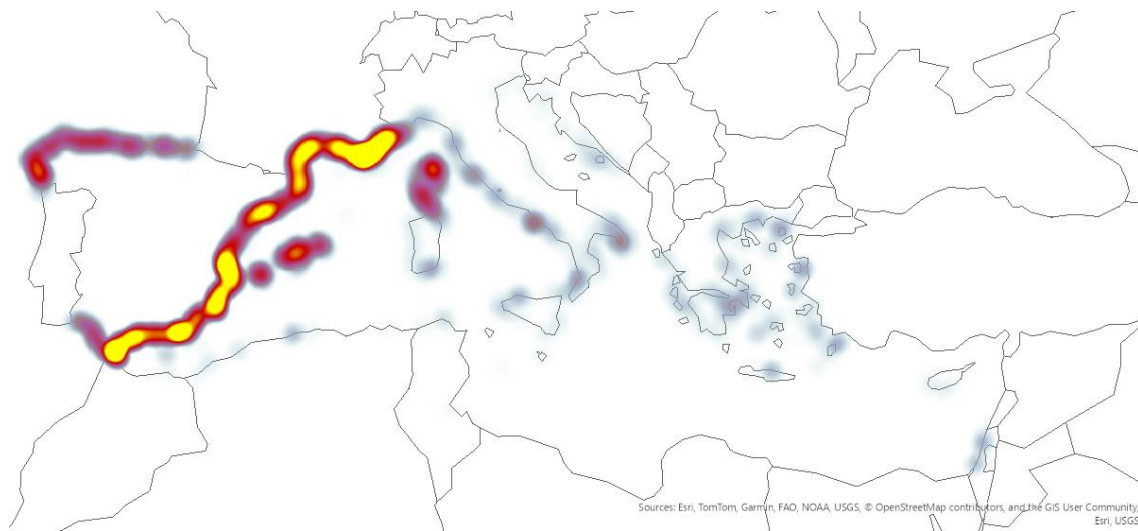 Sources: Esri, TomTom, Garmin, FAO, NOAA, USGS, © OpenStreetMap contributors, and the GIS User Community,
Esri, USGS